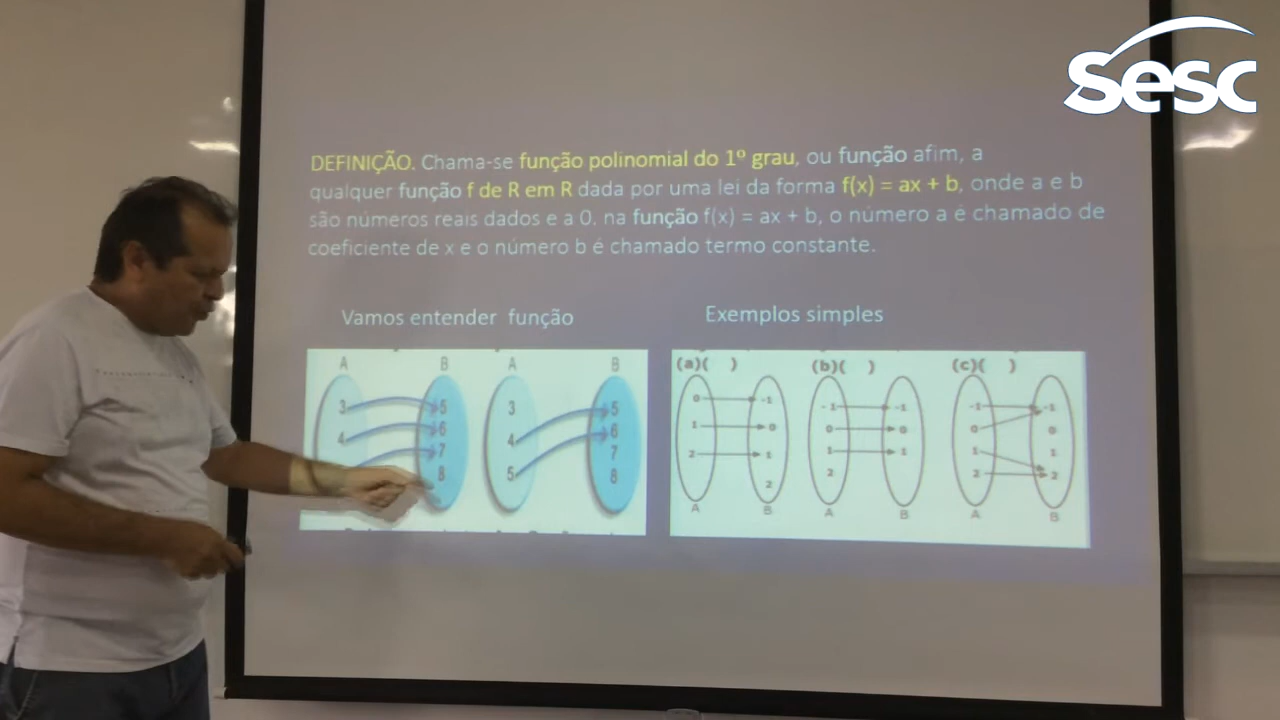 Sesc
DEFINIÇÃO. Chama-se função polinomial do 1º grau, ou função afim, a
qualquer função f de R em R dada por uma lei da forma f(x) = ax + b, onde a e b
são números reais dados e a 0. na função f(x) = ax + b, o número a é chamado de
coeficiente de x e o número b é chamado termo constante.
Vamos entender função
Exemplos simples
A B A B
3 5 3 5
4 6 4 6
7 5 7
8 8
(a)( ) (b)( ) (c)( )
0 -1 -1 -1 -1 -1
1 0 0 0 0 0
2 1 1 1 1 1
2 2 2 2
A B A B A B